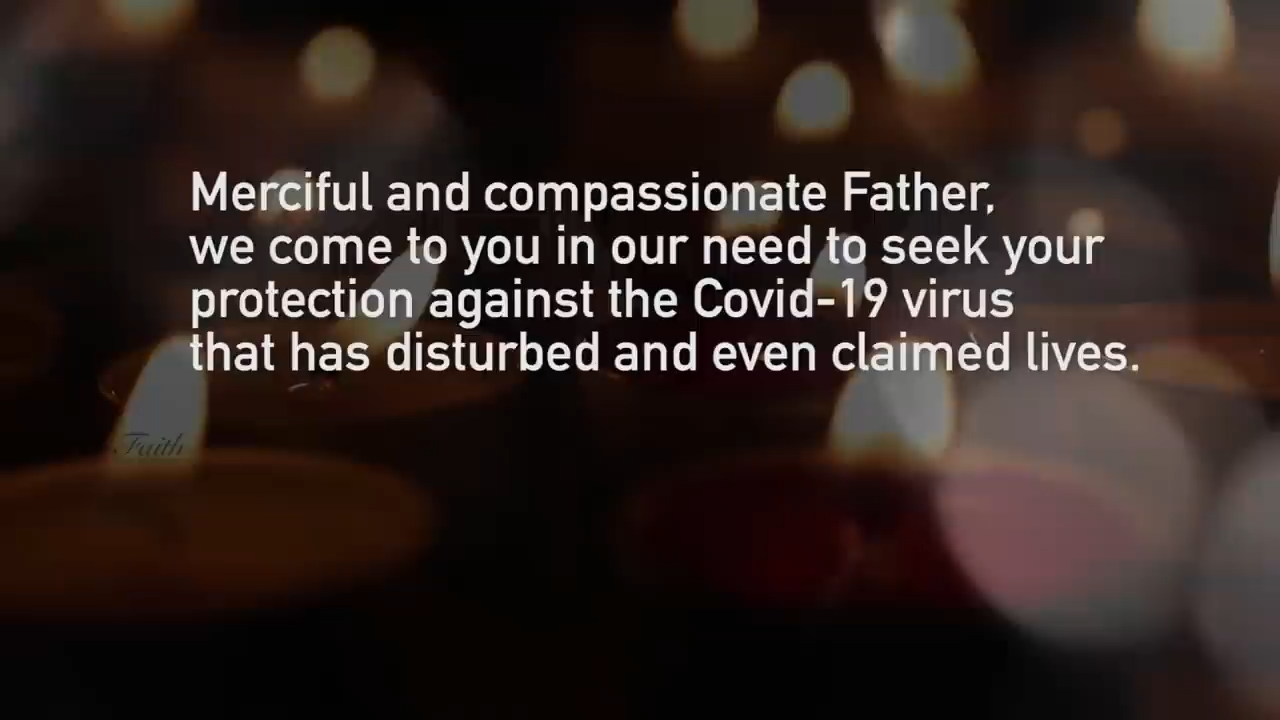 Merciful and compassionate Father,
we come to you in our need to seek your
protection against the Covid-19 virus
that has disturbed and even claimed lives.
Faith